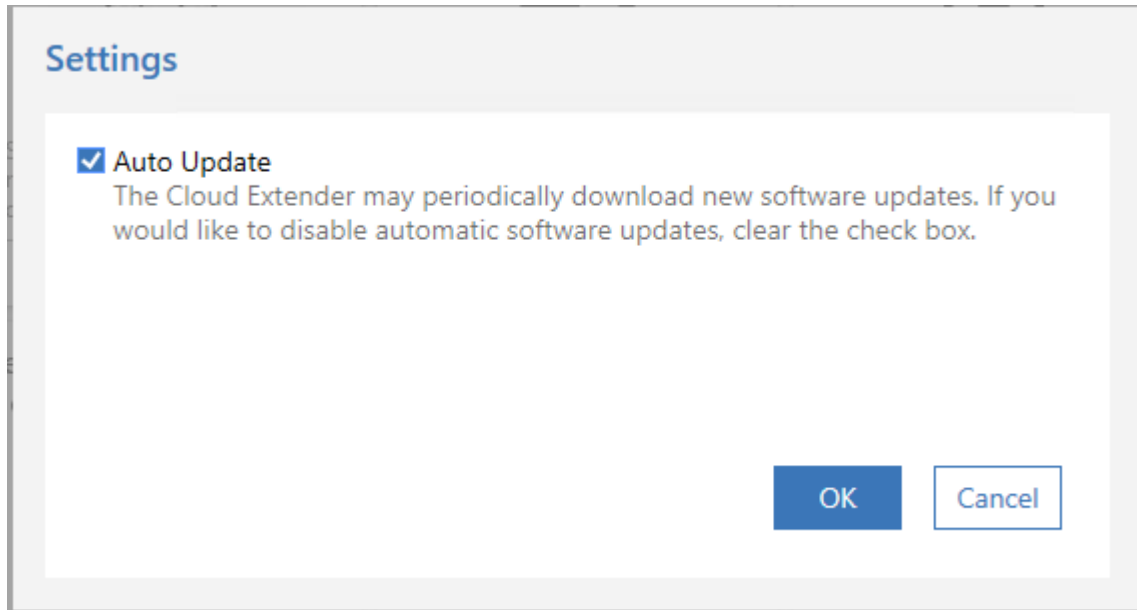 Settings
Auto Update
The Cloud Extender may periodically download new software updates. If you
would like to disable automatic software updates, clear the check box.
OK
Cancel